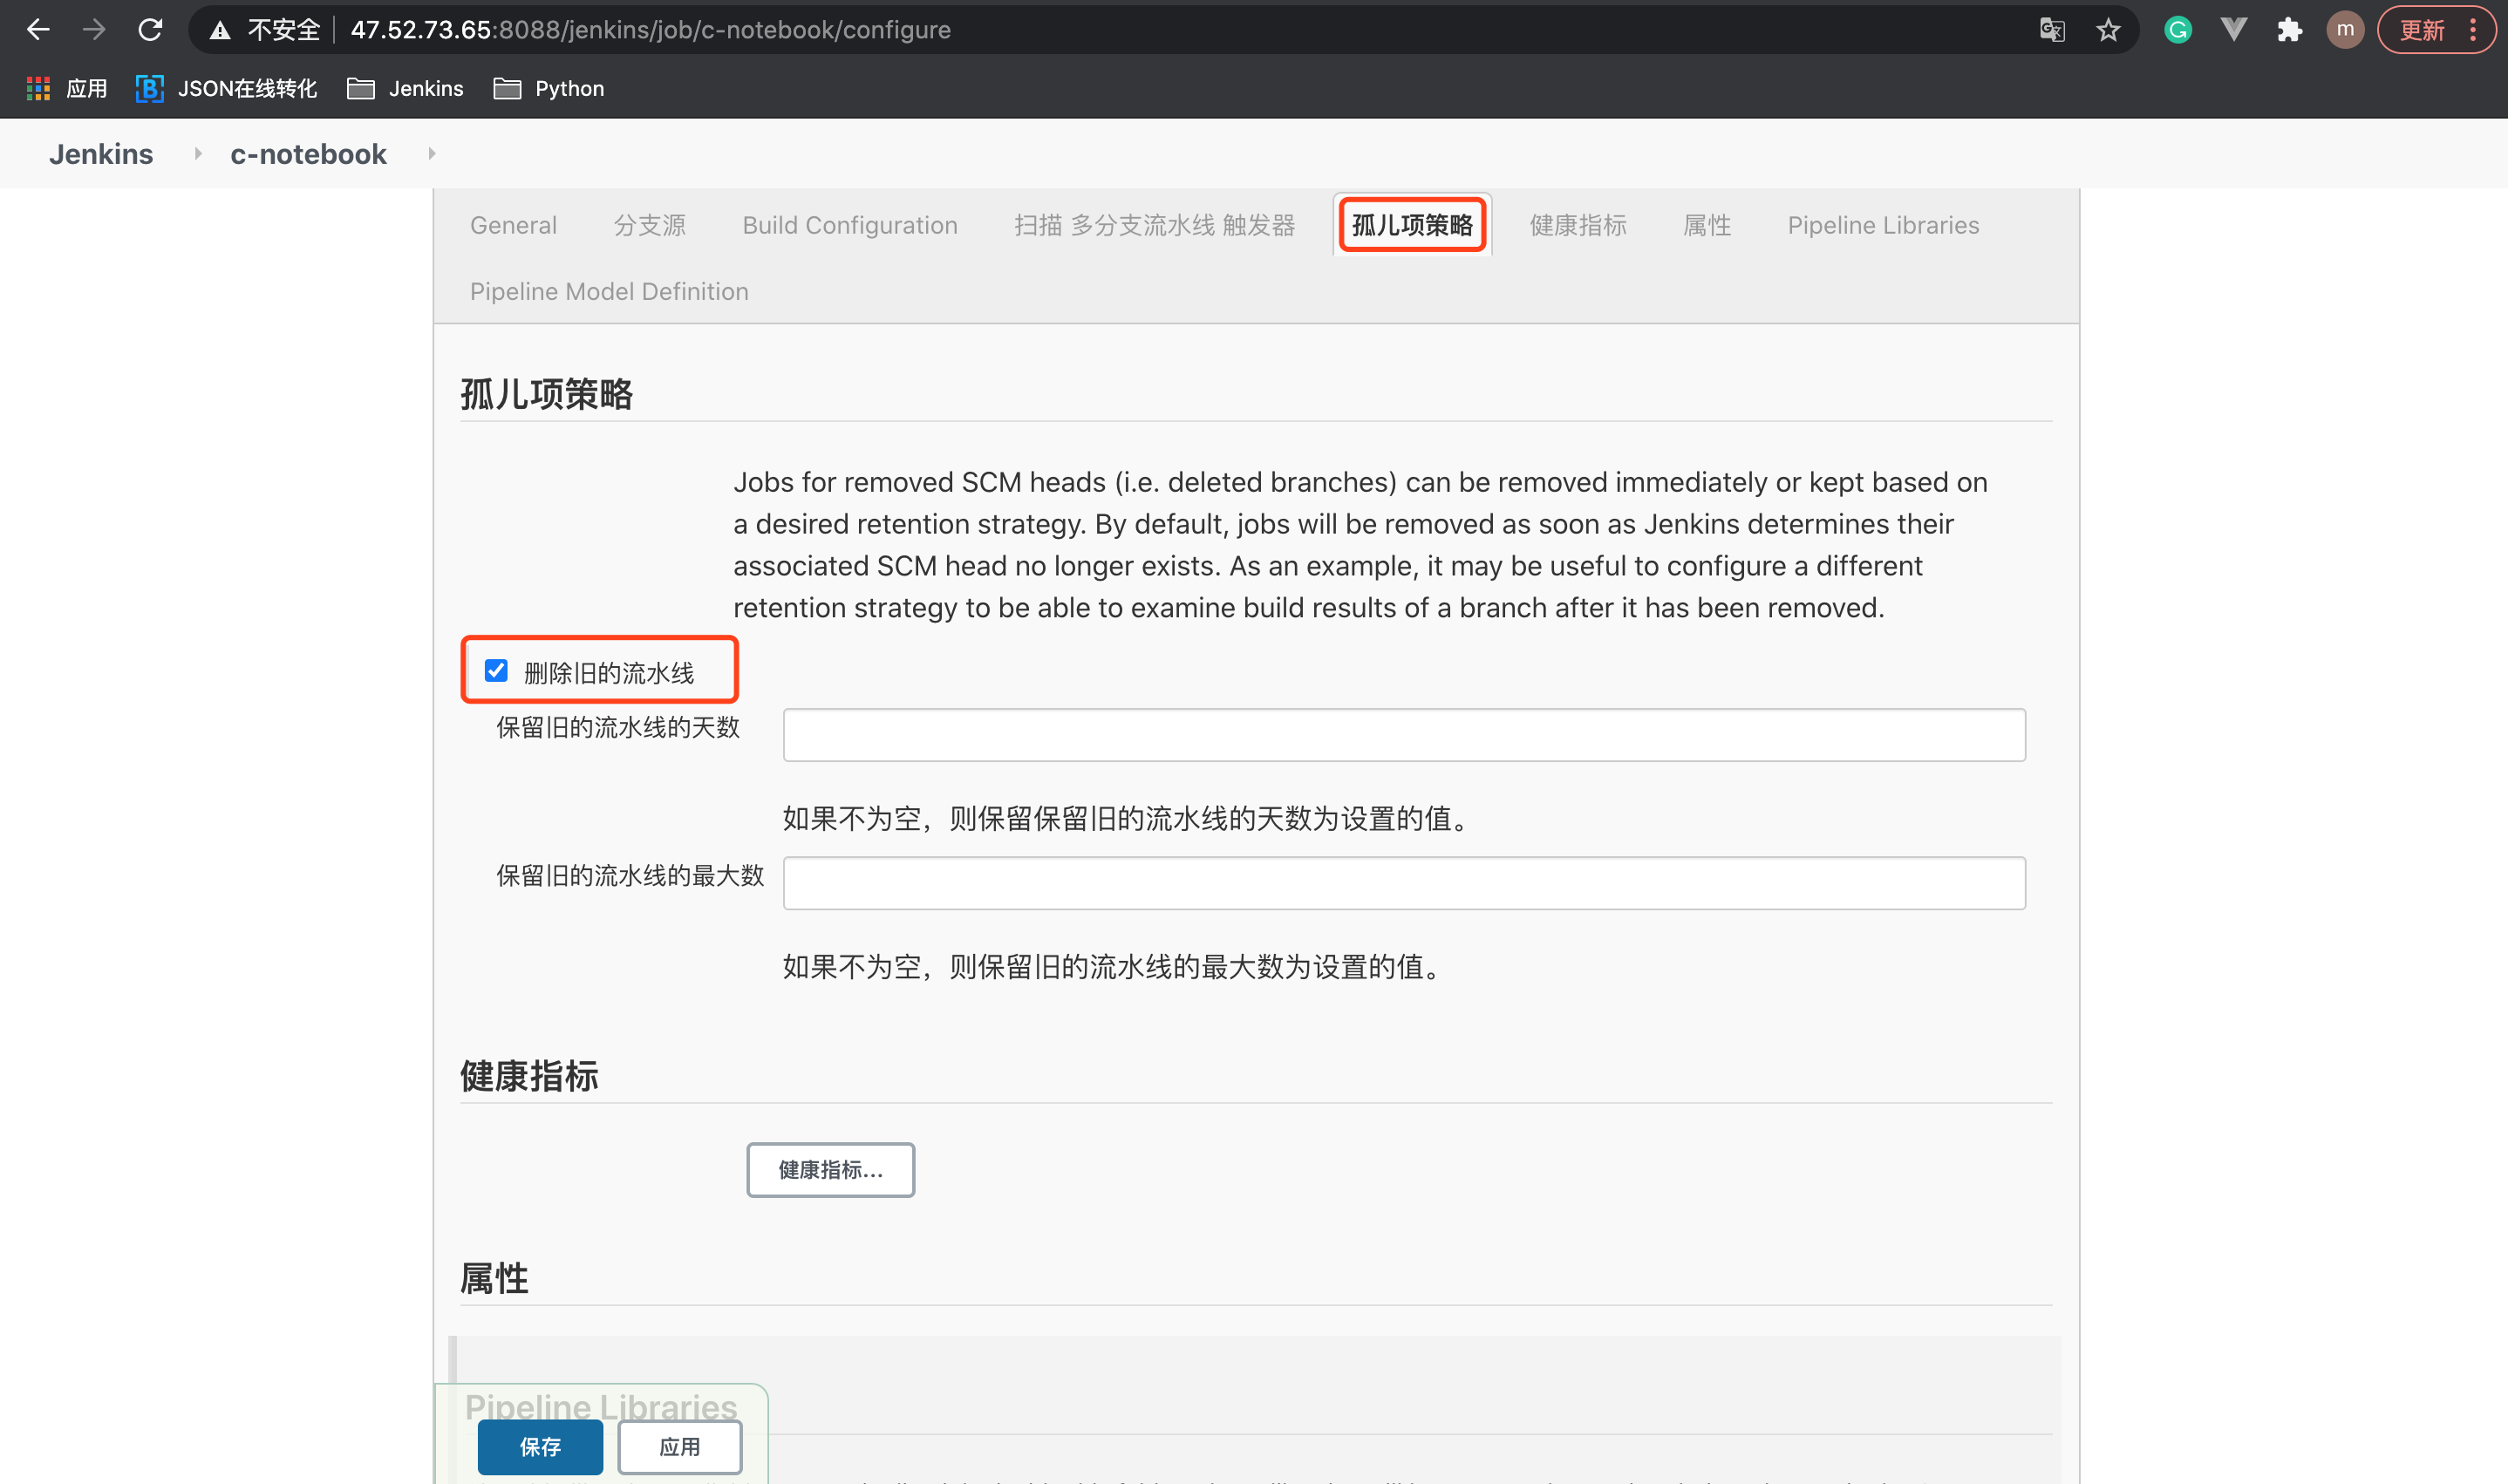 不安全 47.52.73.65:8088/jenkins/job/c-notebook/configure
m
更新
应用 JSON在线转化 Jenkins Python
Jenkins c-notebook
General 分支源 Build Configuration 扫描 多分支流水线 触发器 孤儿项策略 健康指标 属性 Pipeline Libraries
Pipeline Model Definition
孤儿项策略
Jobs for removed SCM heads (i.e. deleted branches) can be removed immediately or kept based on
a desired retention strategy. By default, jobs will be removed as soon as Jenkins determines their
associated SCM head no longer exists. As an example, it may be useful to configure a different
retention strategy to be able to examine build results of a branch after it has been removed.
删除旧的流水线
保留旧的流水线的天数
如果不为空，则保留保留旧的流水线的天数为设置的值。
保留旧的流水线的最大数
如果不为空，则保留旧的流水线的最大数为设置的值。
健康指标
健康指标...
属性
Pipeline Libraries
保存 应用